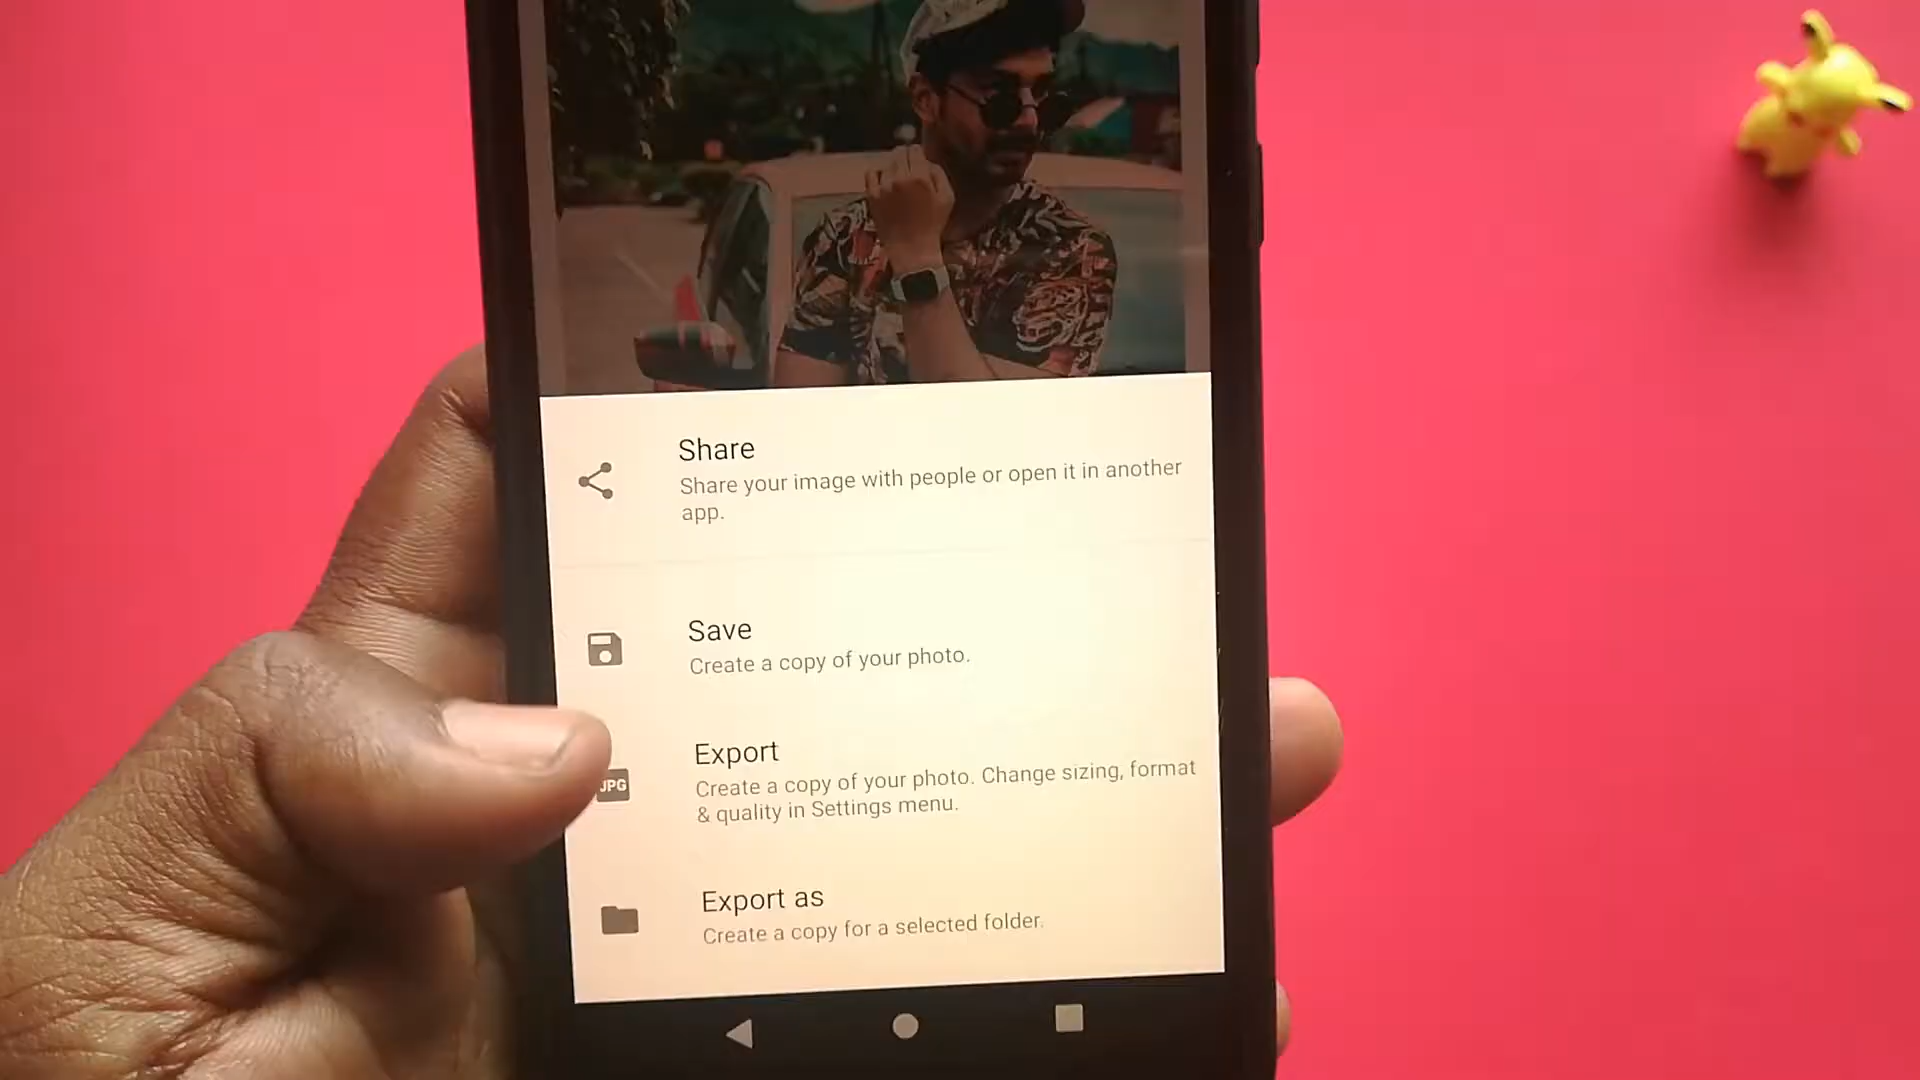 Share
Share your image with people or open it in another
app.
Save
Create a copy of your photo.
JPG
Export
Create a copy of your photo. Change sizing, format
& quality in Settings menu.
Export as
Create a copy for a selected folder.